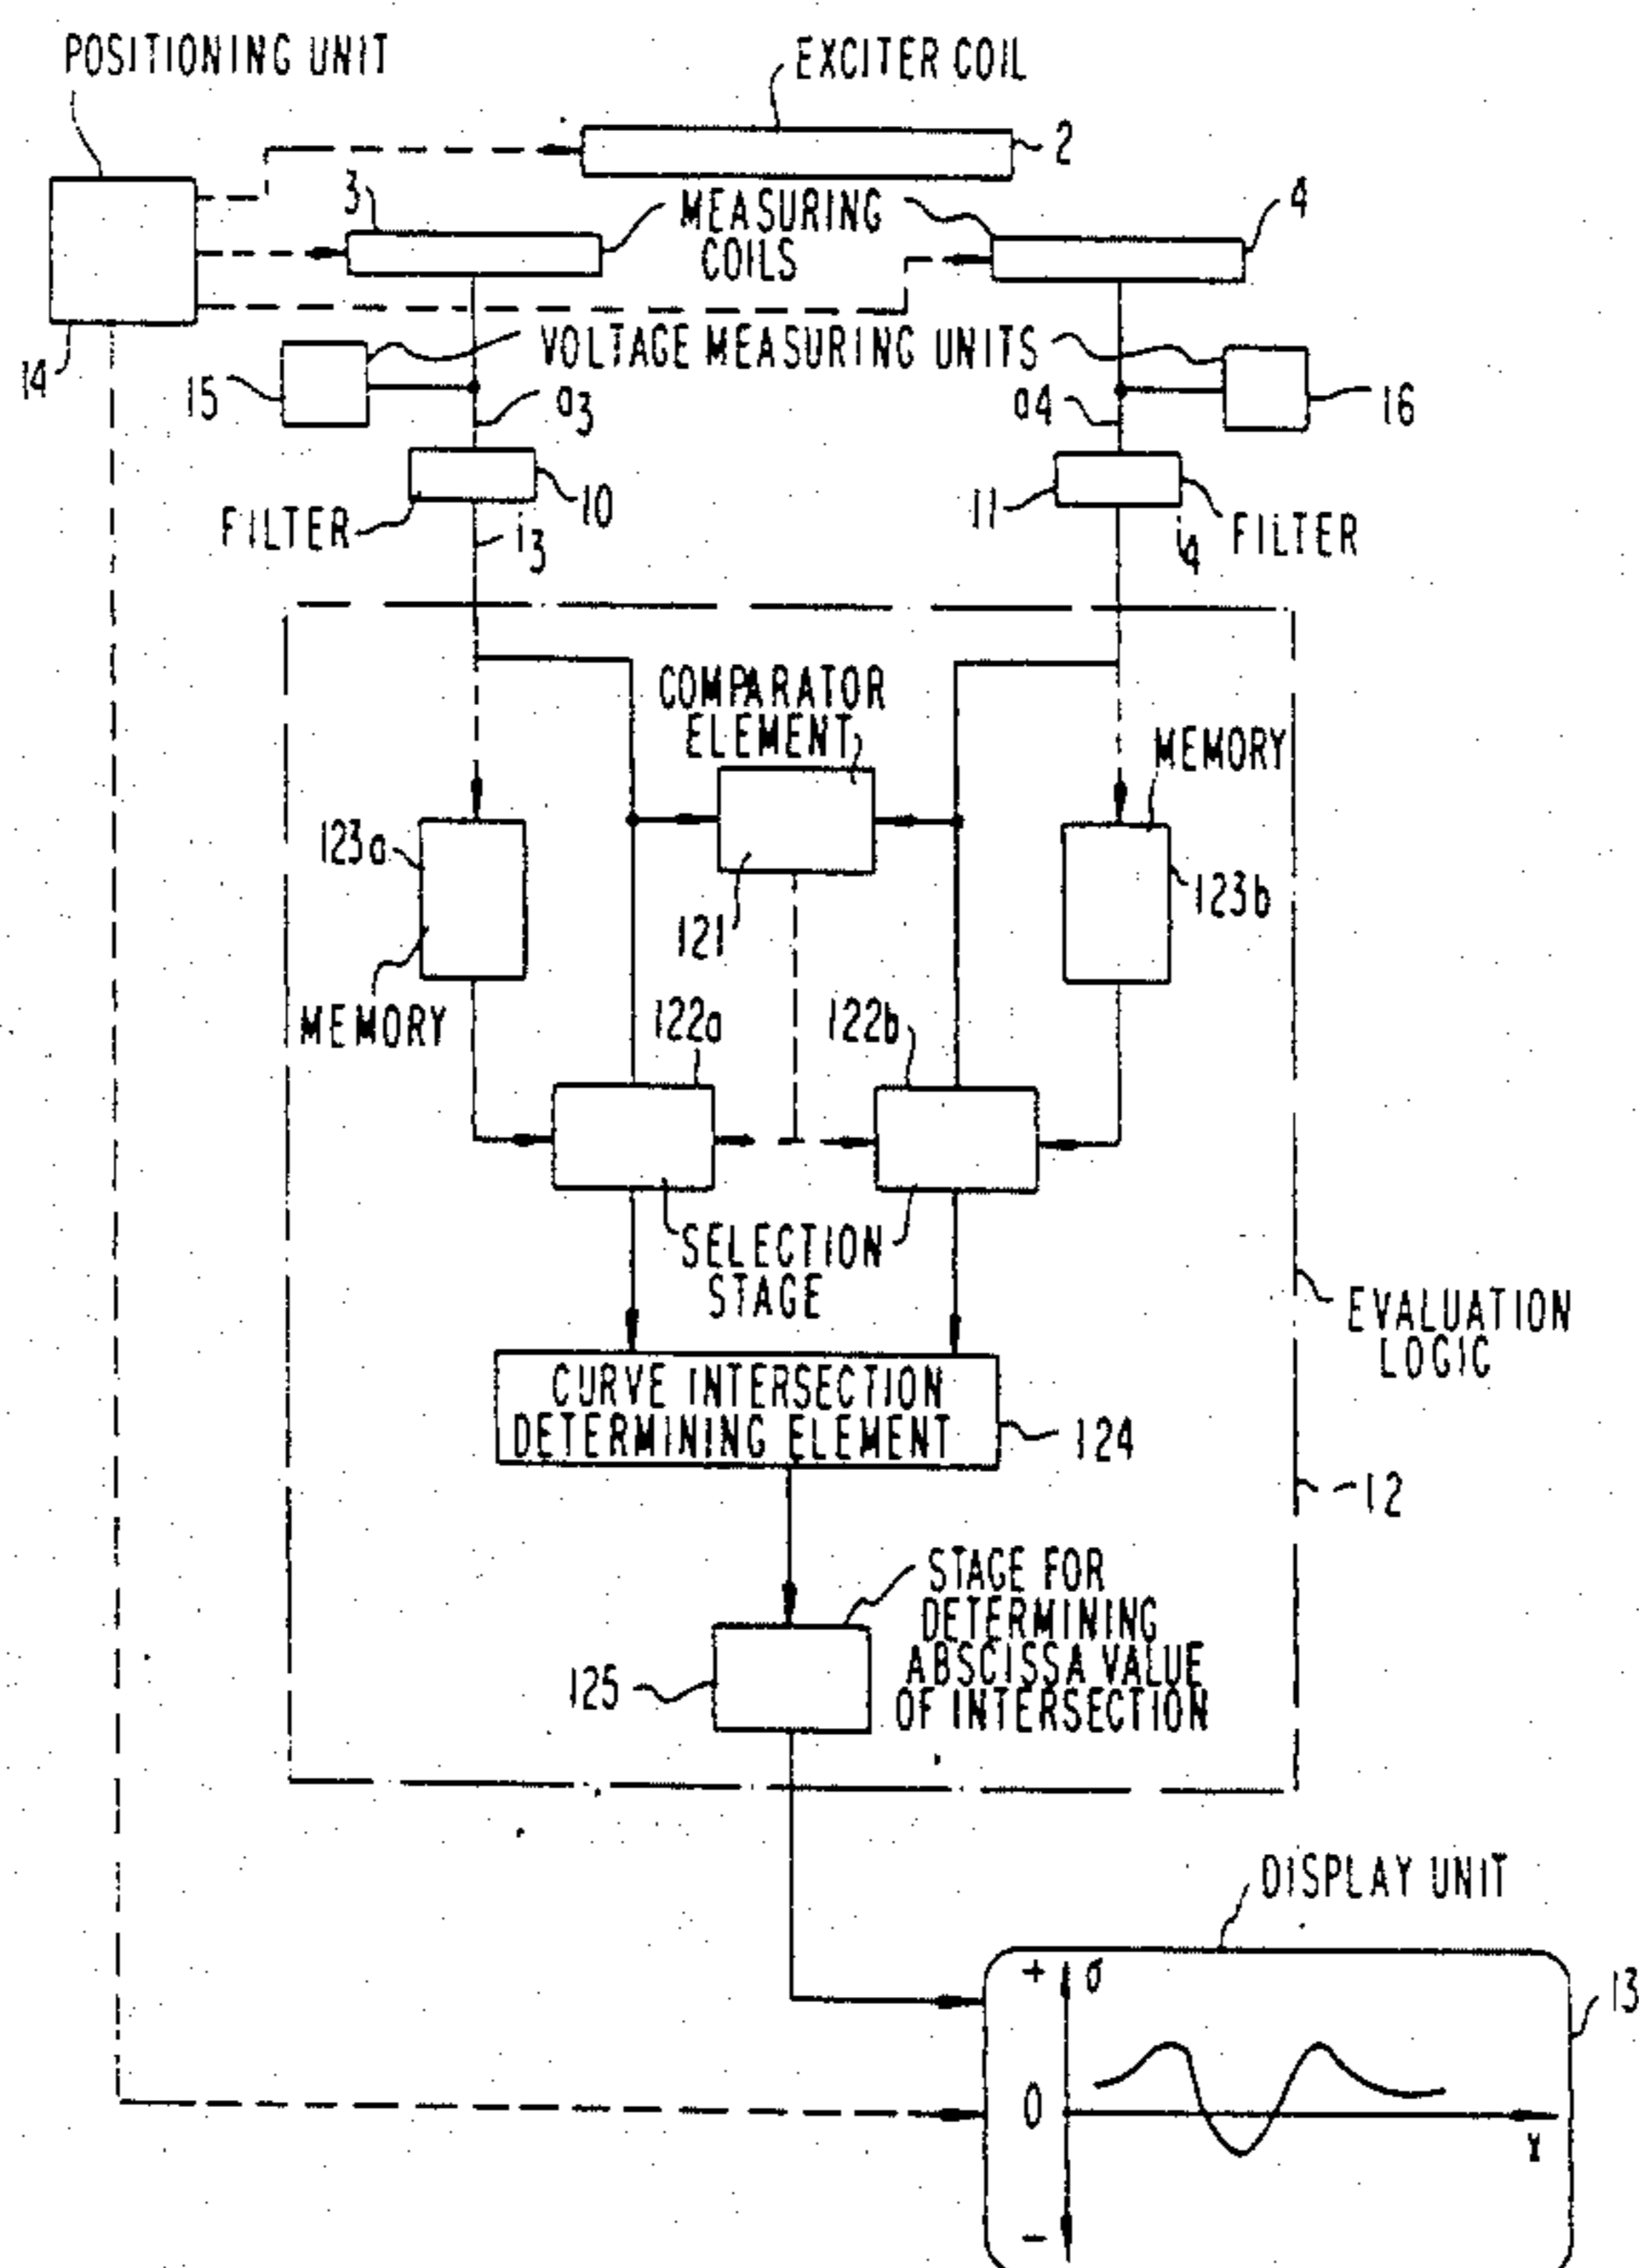 POSITIONING UNIT
EXCITER COIL
2
3
MEASURING
COILS
4
14
15
VOLTAGE MEASURING UNITS
16
a3
a4
10
FILTER
i3
11
i4
FILTER
COMPARATOR
ELEMENT
MEMORY
123a
121
123b
MEMORY
122a
122b
SELECTION
STAGE
EVALUATION
LOGIC
CURVE INTERSECTION
DETERMINING ELEMENT
124
12
STAGE FOR
DETERMINING
ABSCISSA VALUE
OF INTERSECTION
125
DISPLAY UNIT
+ σ
13
0
-